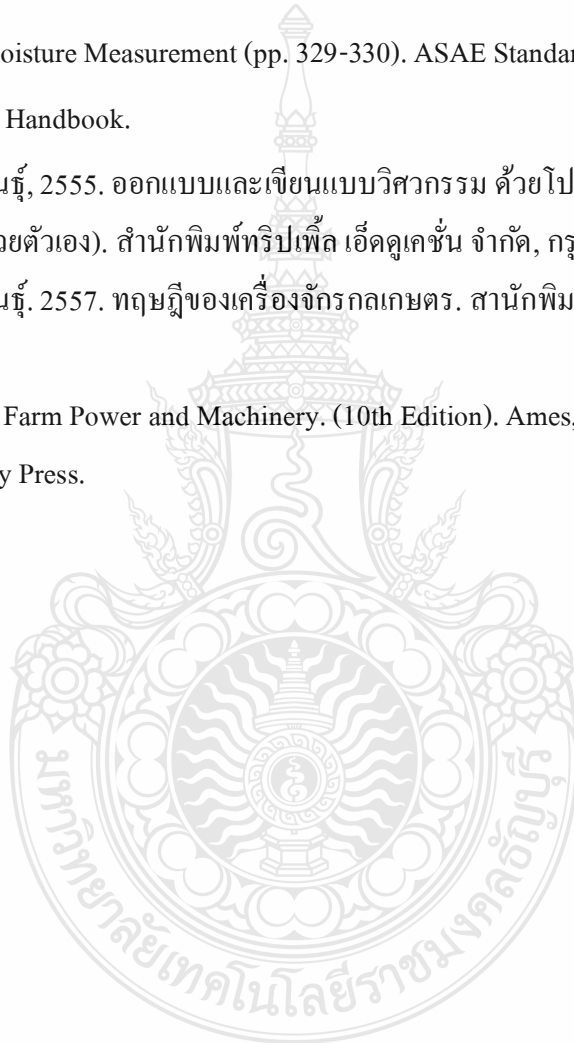 oisture Measurement (pp. 329-330). ASAE Standar
Handbook.
นธุ์, 2555. ออกแบบและเขียนแบบวิศวกรรม ด้วยโป
วยตัวเอง). สำนักพิมพ์ทริปเพิ้ล เอ็ดดูเคชั่น จำกัด, กรุ
นธุ์. 2557. ทฤษฎีของเครื่องจักรกลเกษตร. สานักพิม
Farm Power and Machinery. (10th Edition). Ames,
y Press.
มหาวิทยาลัยเทคโนโลยีราชมงคลธัญบุรี